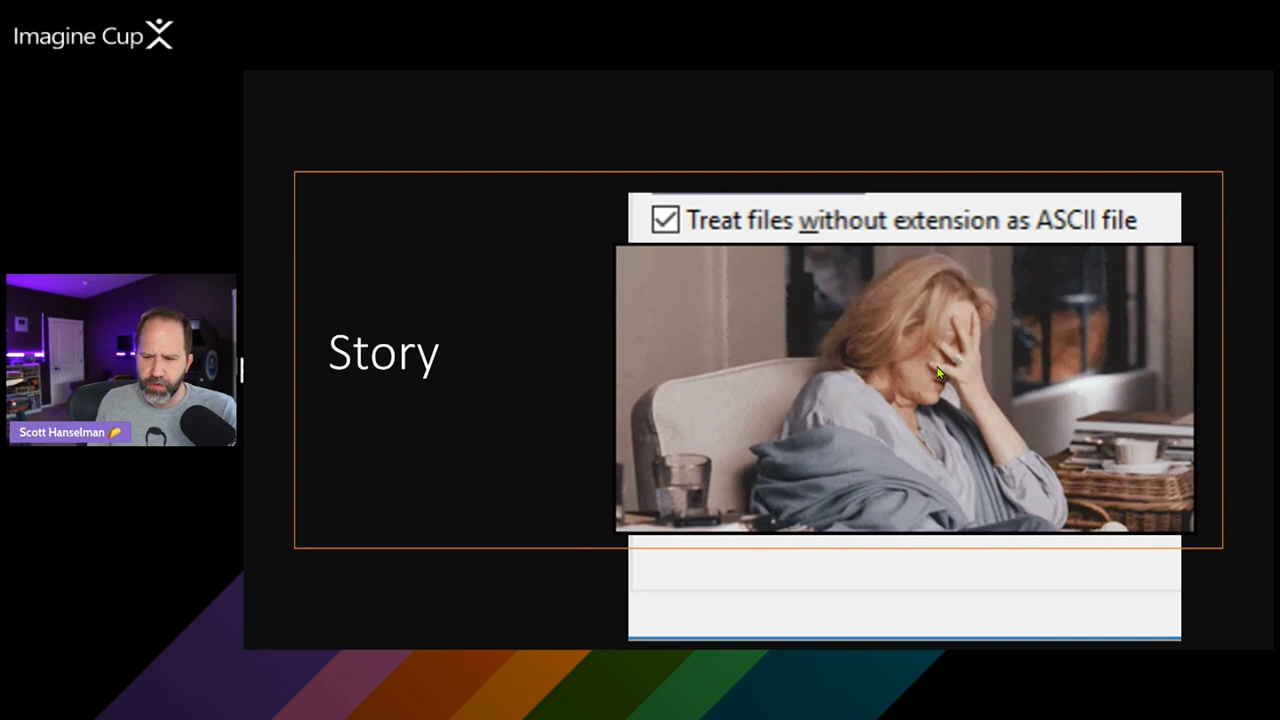 Imagine Cup
Treat files without extension as ASCII file
Story
Scott Hanselman